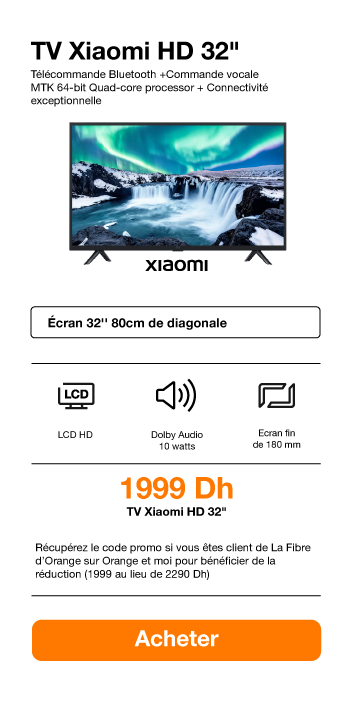 TV Xiaomi HD 32"
Télécommande Bluetooth +Commande vocale
MTK 64-bit Quad-core processor + Connectivité
exceptionnelle
xiaomi
Écran 32'' 80cm de diagonale
LCD
LCD HD
Dolby Audio
10 watts
Ecran fin
de 180 mm
1999 Dh
TV Xiaomi HD 32"
Récupérez le code promo si vous êtes client de La Fibre
d'Orange sur Orange et moi pour bénéficier de la
réduction (1999 au lieu de 2290 Dh)
Acheter